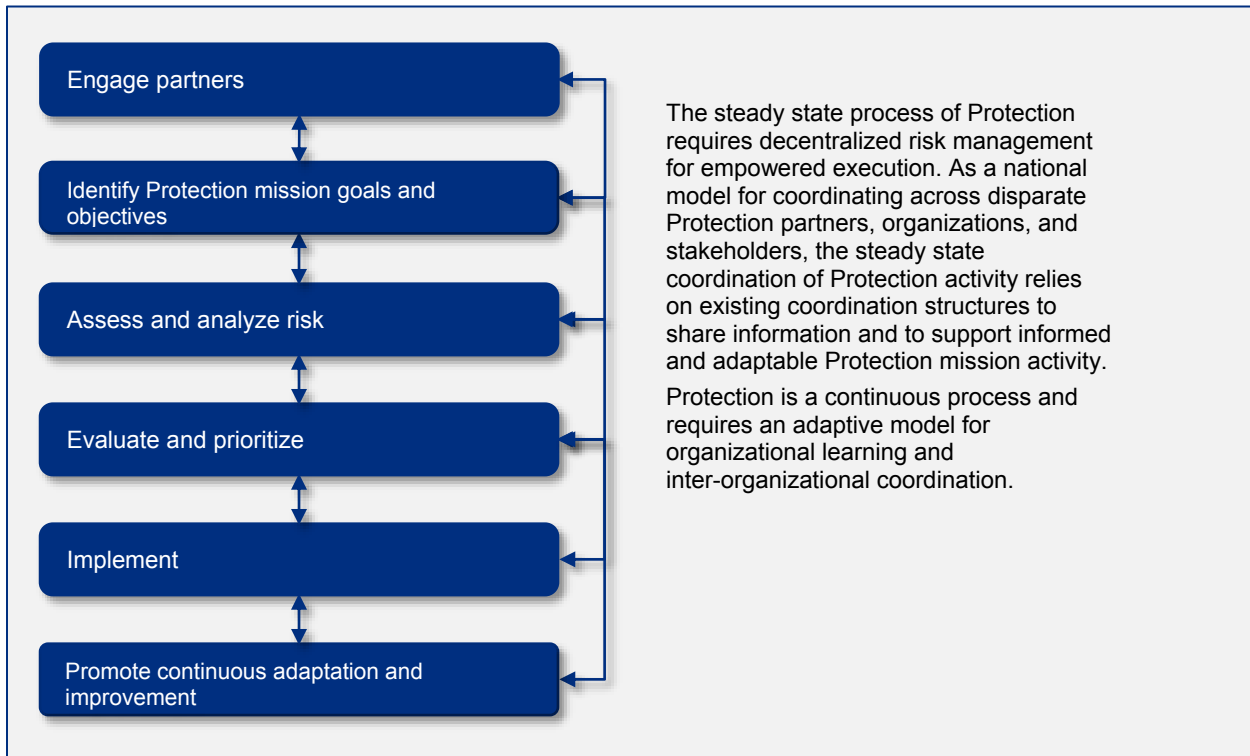 Engage partners
Identify Protection mission goals and
objectives
Assess and analyze risk
Evaluate and prioritize
Implement
Promote continuous adaptation and
improvement
The steady state process of Protection
requires decentralized risk management
for empowered execution. As a national
model for coordinating across disparate
Protection partners, organizations, and
stakeholders, the steady state
coordination of Protection activity relies
on existing coordination structures to
share information and to support informed
and adaptable Protection mission activity.
Protection is a continuous process and
requires an adaptive model for
organizational learning and
inter-organizational coordination.